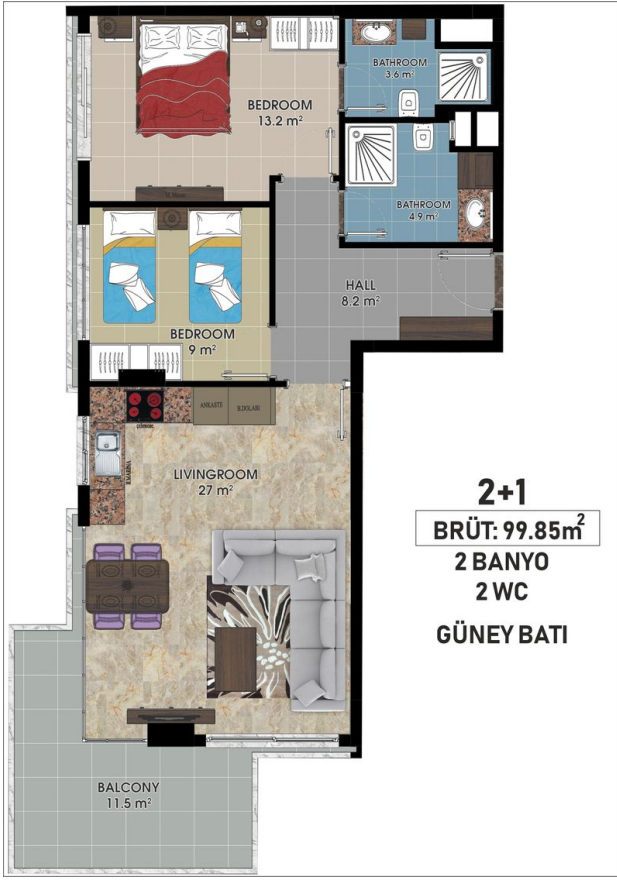 BATHROOM
3.6 m²
BEDROOM
13.2 m²
BATHROOM
4.9 m²
HALL
8.2 m²
BEDROOM
9 m²
ANKASTE
B.DOLABI
LIVINGROOM
27 m²
2+1
BRÜT: 99.85m²
2 BANYO
2 WC
GÜNEY BATI
BALCONY
11.5 m²